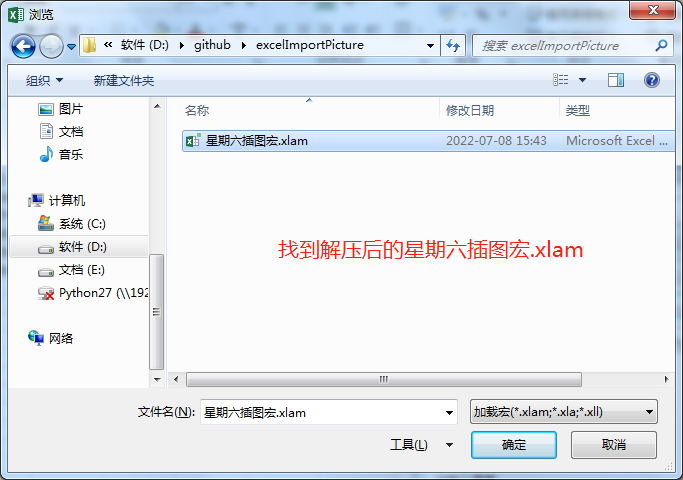 浏览
« 软件 (D:) ▸ github ▸ excelImportPicture
搜索 excelImportPicture
组织
新建文件夹
图片
文档
音乐
计算机
系统 (C:)
软件 (D:)
文档 (E:)
Python27 (\\192
网络
名称
修改日期
类型
星期六插图宏.xlam
2022-07-08 15:43
Microsoft Excel ...
找到解压后的星期六插图宏.xlam
文件名(N):
星期六插图宏.xlam
加载宏(*.xlam;*.xla;*.xll)
工具(L)
确定
取消